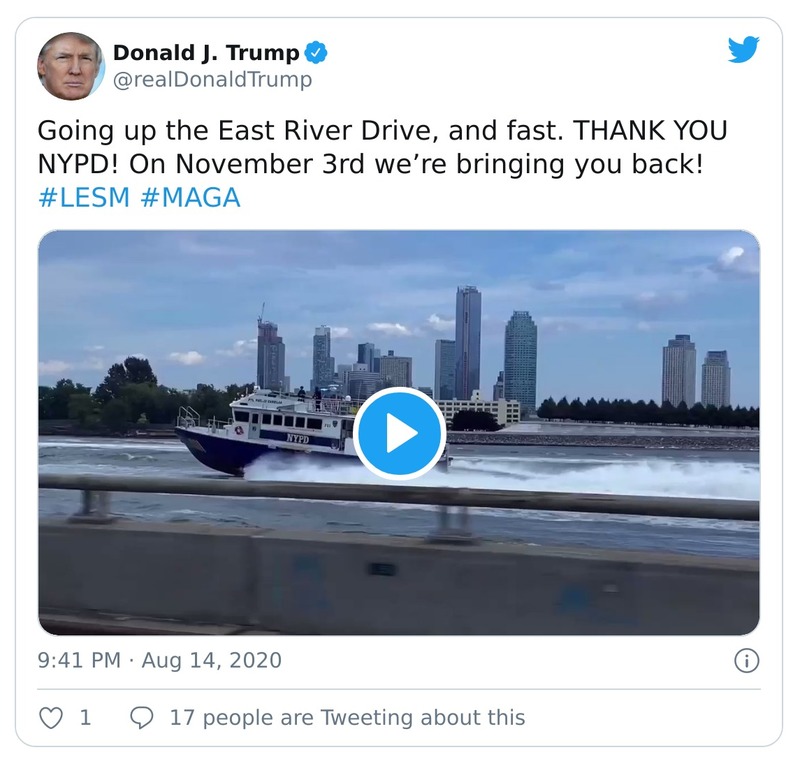 Donald J. Trump
@realDonaldTrump
Going up the East River Drive, and fast. THANK YOU
NYPD! On November 3rd we’re bringing you back!
#LESM #MAGA
NYPD
9:41 PM · Aug 14, 2020
1
17 people are Tweeting about this